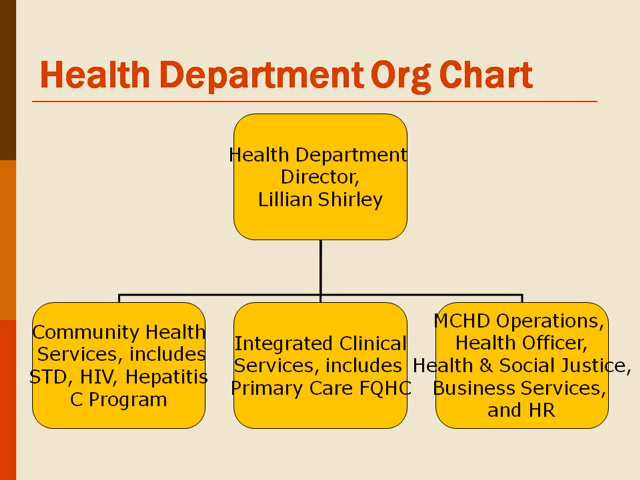 Health Department Org Chart
Health Department
Director,
Lillian Shirley
Community Health
Services, includes
STD, HIV, Hepatitis
C Program
Integrated Clinical
Services, includes
Primary Care FQHC
MCHD Operations,
Health Officer,
Health & Social Justice,
Business Services,
and HR